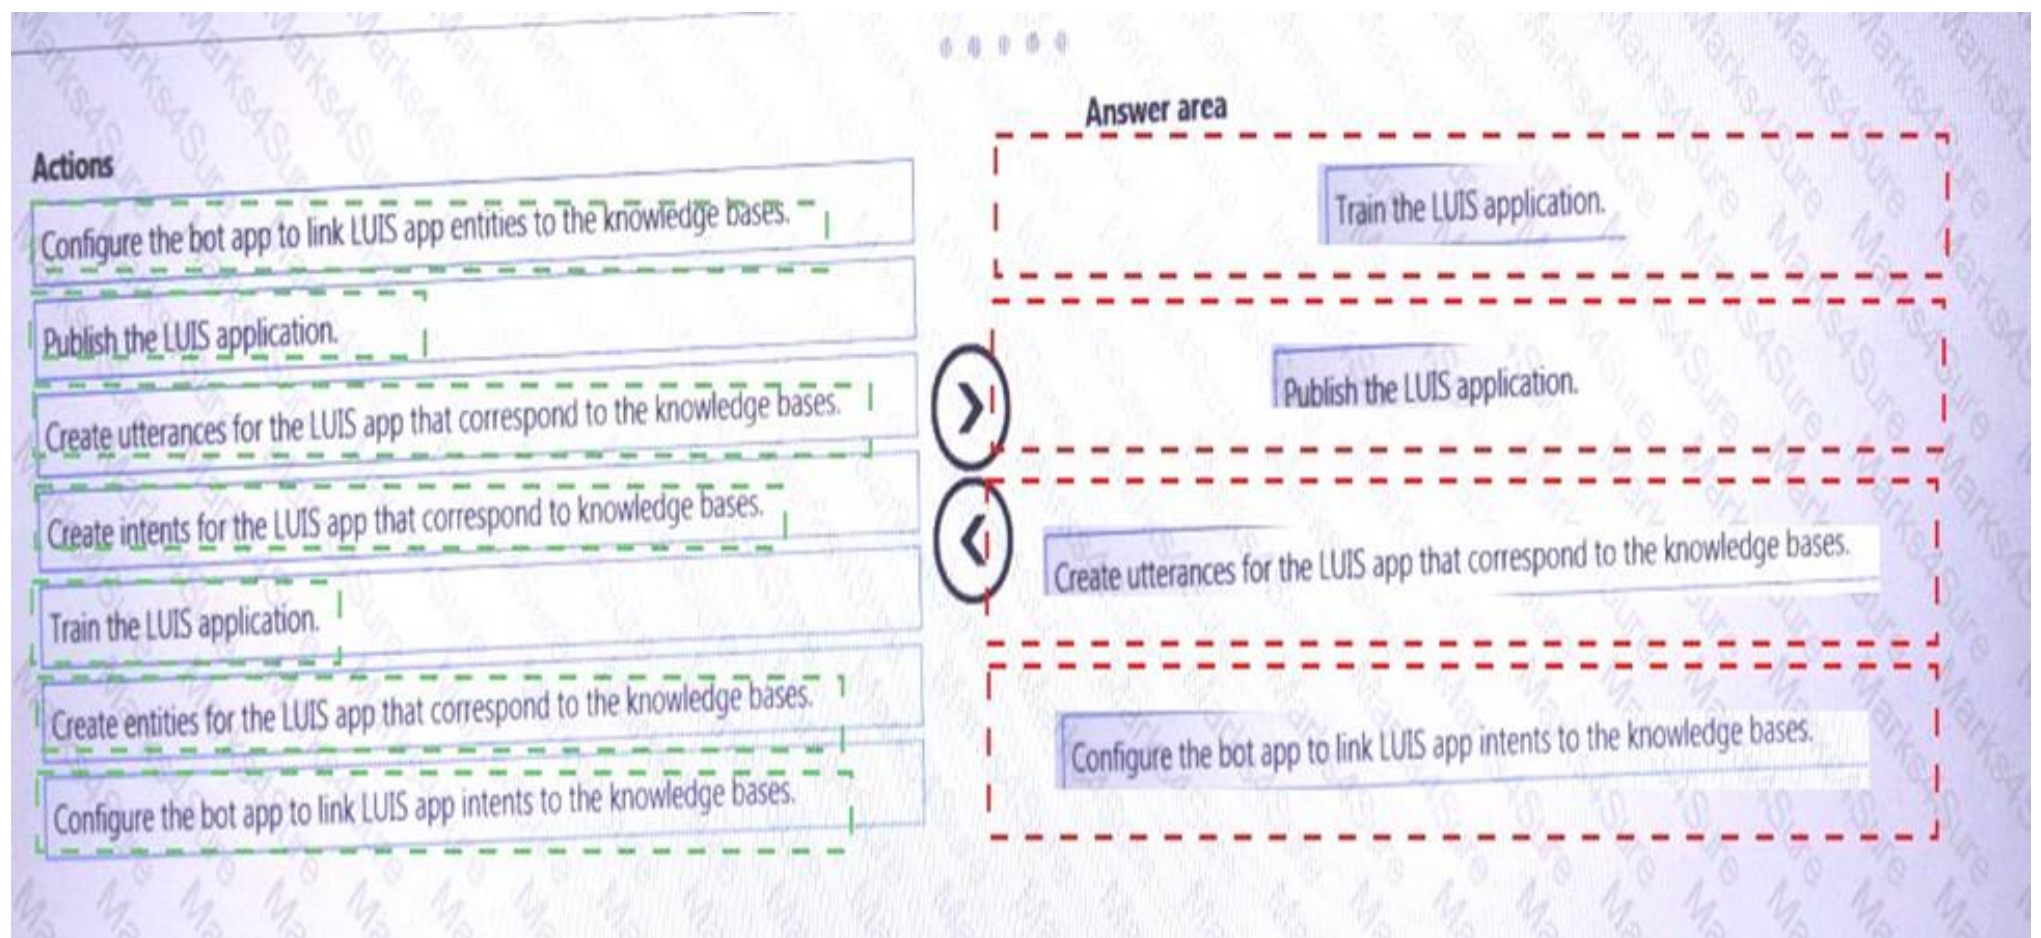 Answer area
Actions
Configure the bot app to link LUIS app entities to the knowledge bases.
Publish the LUIS application.
Create utterances for the LUIS app that correspond to the knowledge bases.
Create intents for the LUIS app that correspond to knowledge bases.
Train the LUIS application.
Create entities for the LUIS app that correspond to the knowledge bases.
Configure the bot app to link LUIS app intents to the knowledge bases.
Train the LUIS application.
Publish the LUIS application.
Create utterances for the LUIS app that correspond to the knowledge bases.
Configure the bot app to link LUIS app intents to the knowledge bases.
Marks4Sure